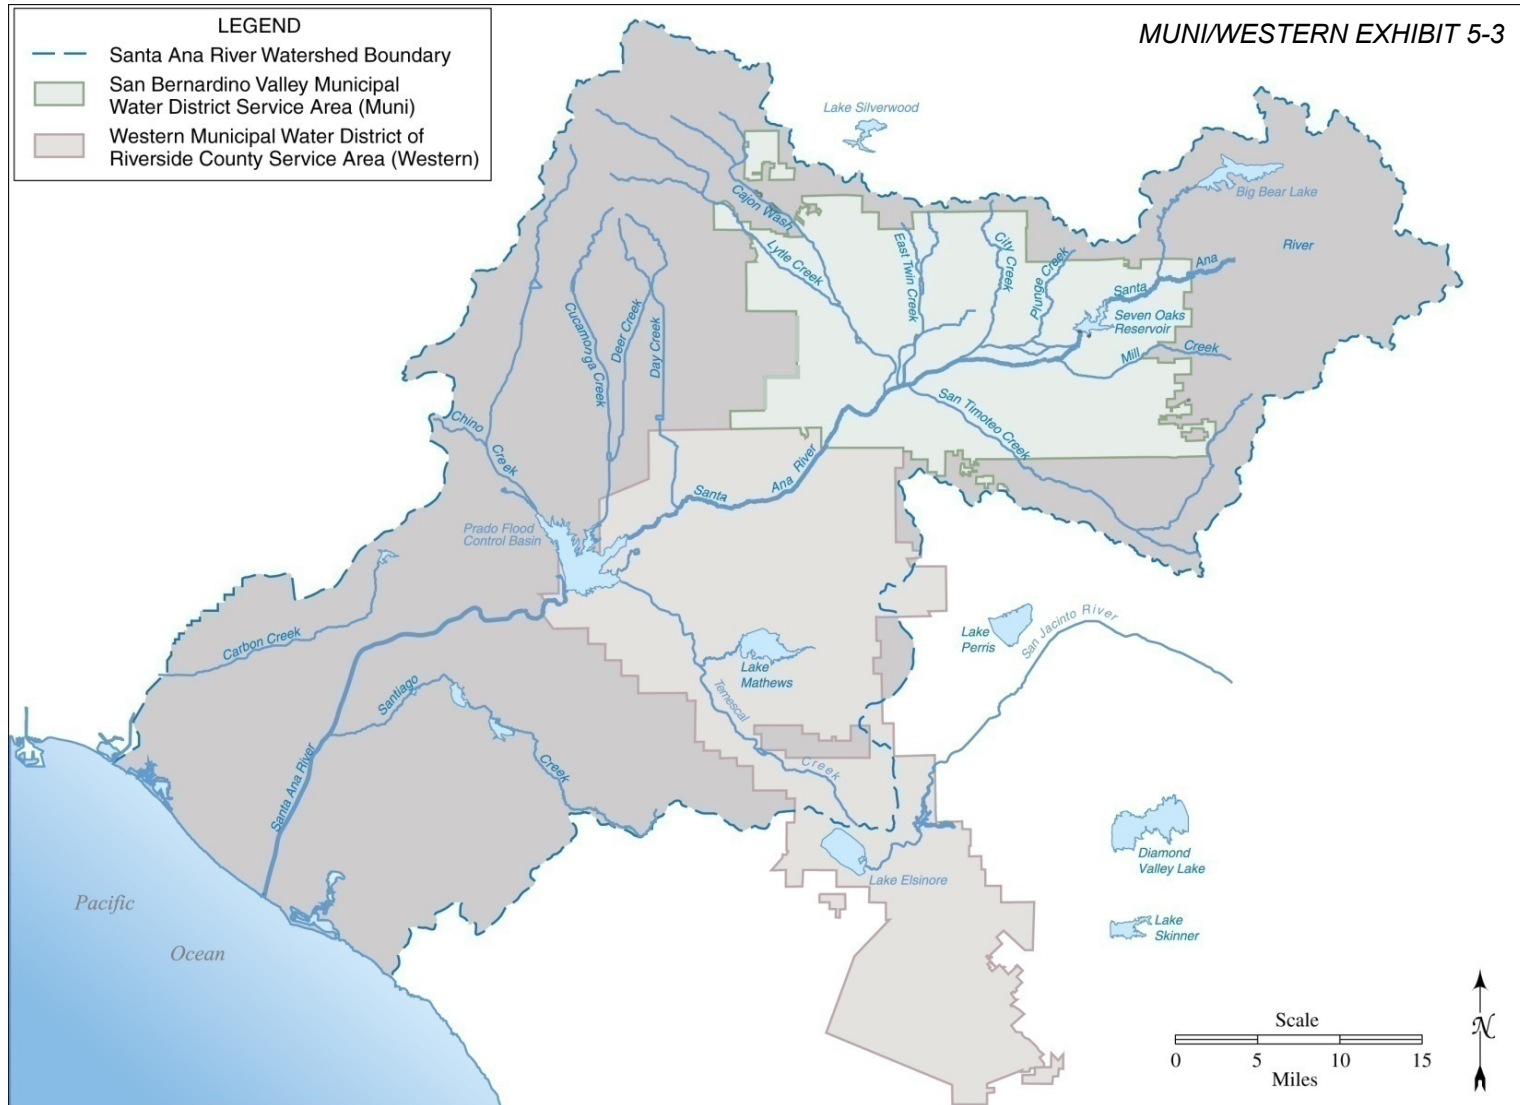 LEGEND
Santa Ana River Watershed Boundary
San Bernardino Valley Municipal
Water District Service Area (Muni)
Western Municipal Water District of
Riverside County Service Area (Western)
MUNI/WESTERN EXHIBIT 5-3
Lake Silverwood
Big Bear Lake
River
Ana
Santa
Cajon Wash
Lytle Creek
East Twin Creek
City Creek
Plunge Creek
Seven Oaks
Reservoir
Mill
Creek
Cucamonga Creek
Deer Creek
Day Creek
San Timoteo Creek
Chino
Creek
Ana River
Santa
Prado Flood
Control Basin
Carbon Creek
Lake
Perris
San Jacinto River
Lake
Mathews
Temescal
Creek
Santiago
Creek
Santa Ana River
Lake Elsinore
Diamond
Valley Lake
Lake
Skinner
Pacific
Ocean
Scale
0 5 10 15
Miles
N